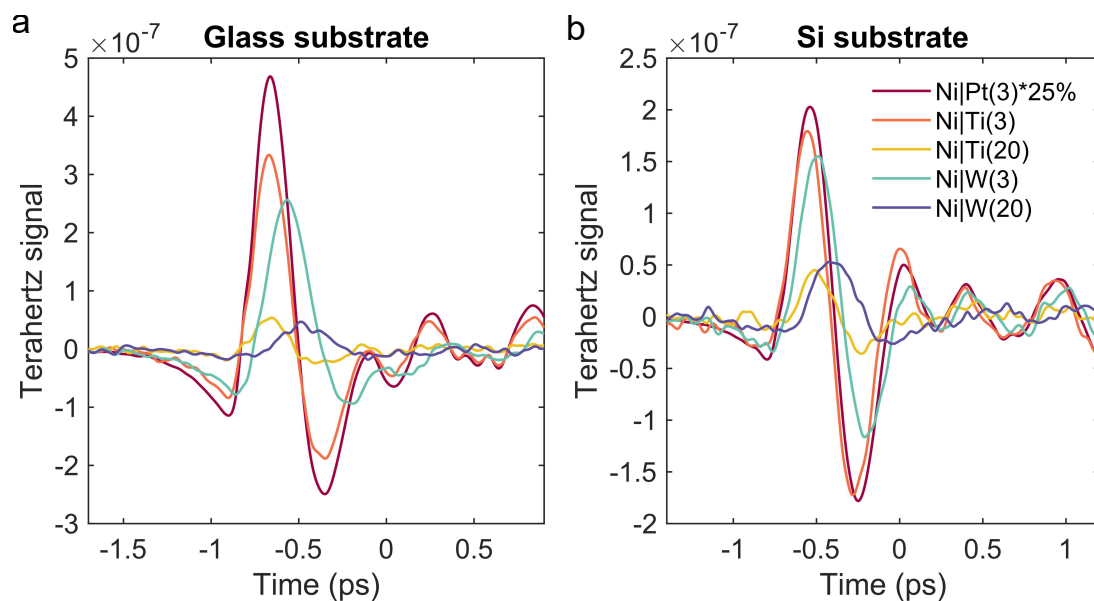 a
×10⁻⁷
Glass substrate
5
4
3
2
1
0
-1
-2
-3
Terahertz signal
-1.5
-1
-0.5
0
0.5
Time (ps)
b
×10⁻⁷
Si substrate
2.5
2
1.5
1
0.5
0
-0.5
-1
-1.5
-2
Terahertz signal
Ni|Pt(3)*25%
Ni|Ti(3)
Ni|Ti(20)
Ni|W(3)
Ni|W(20)
-1
-0.5
0
0.5
1
Time (ps)